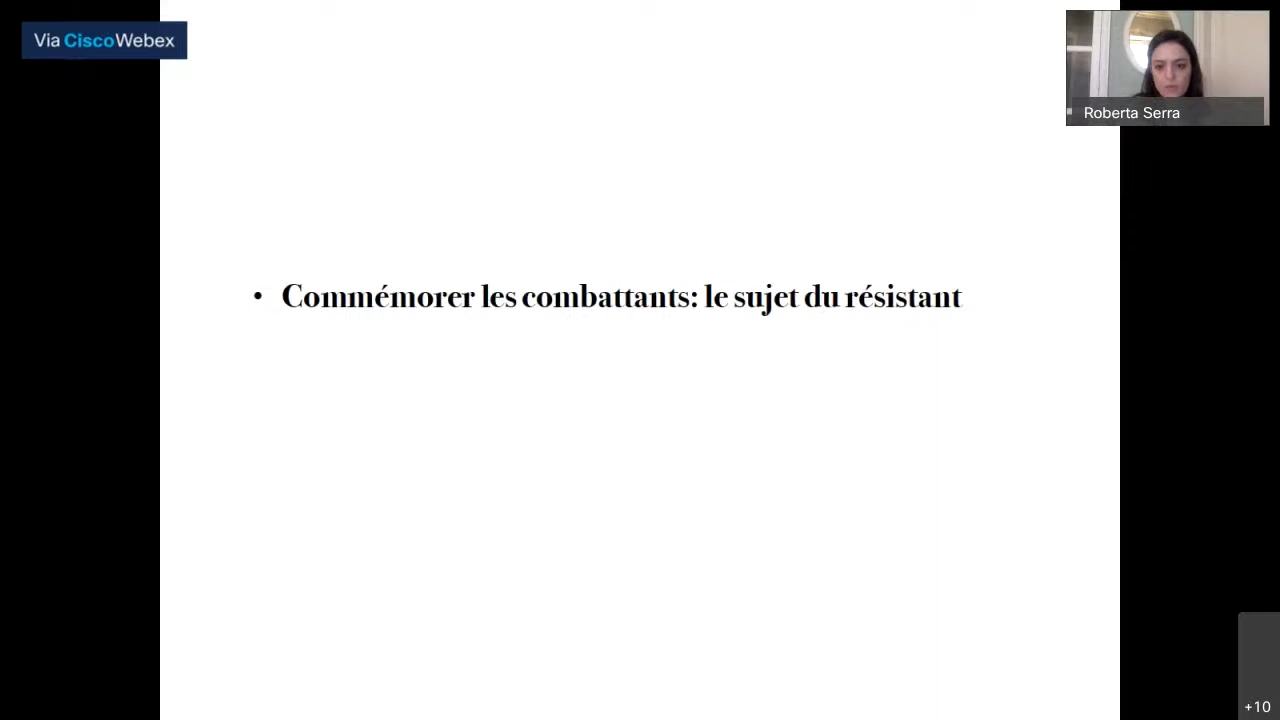 Via CiscoWebex
Roberta Serra
• Commémorer les combattants: le sujet du résistant
+10